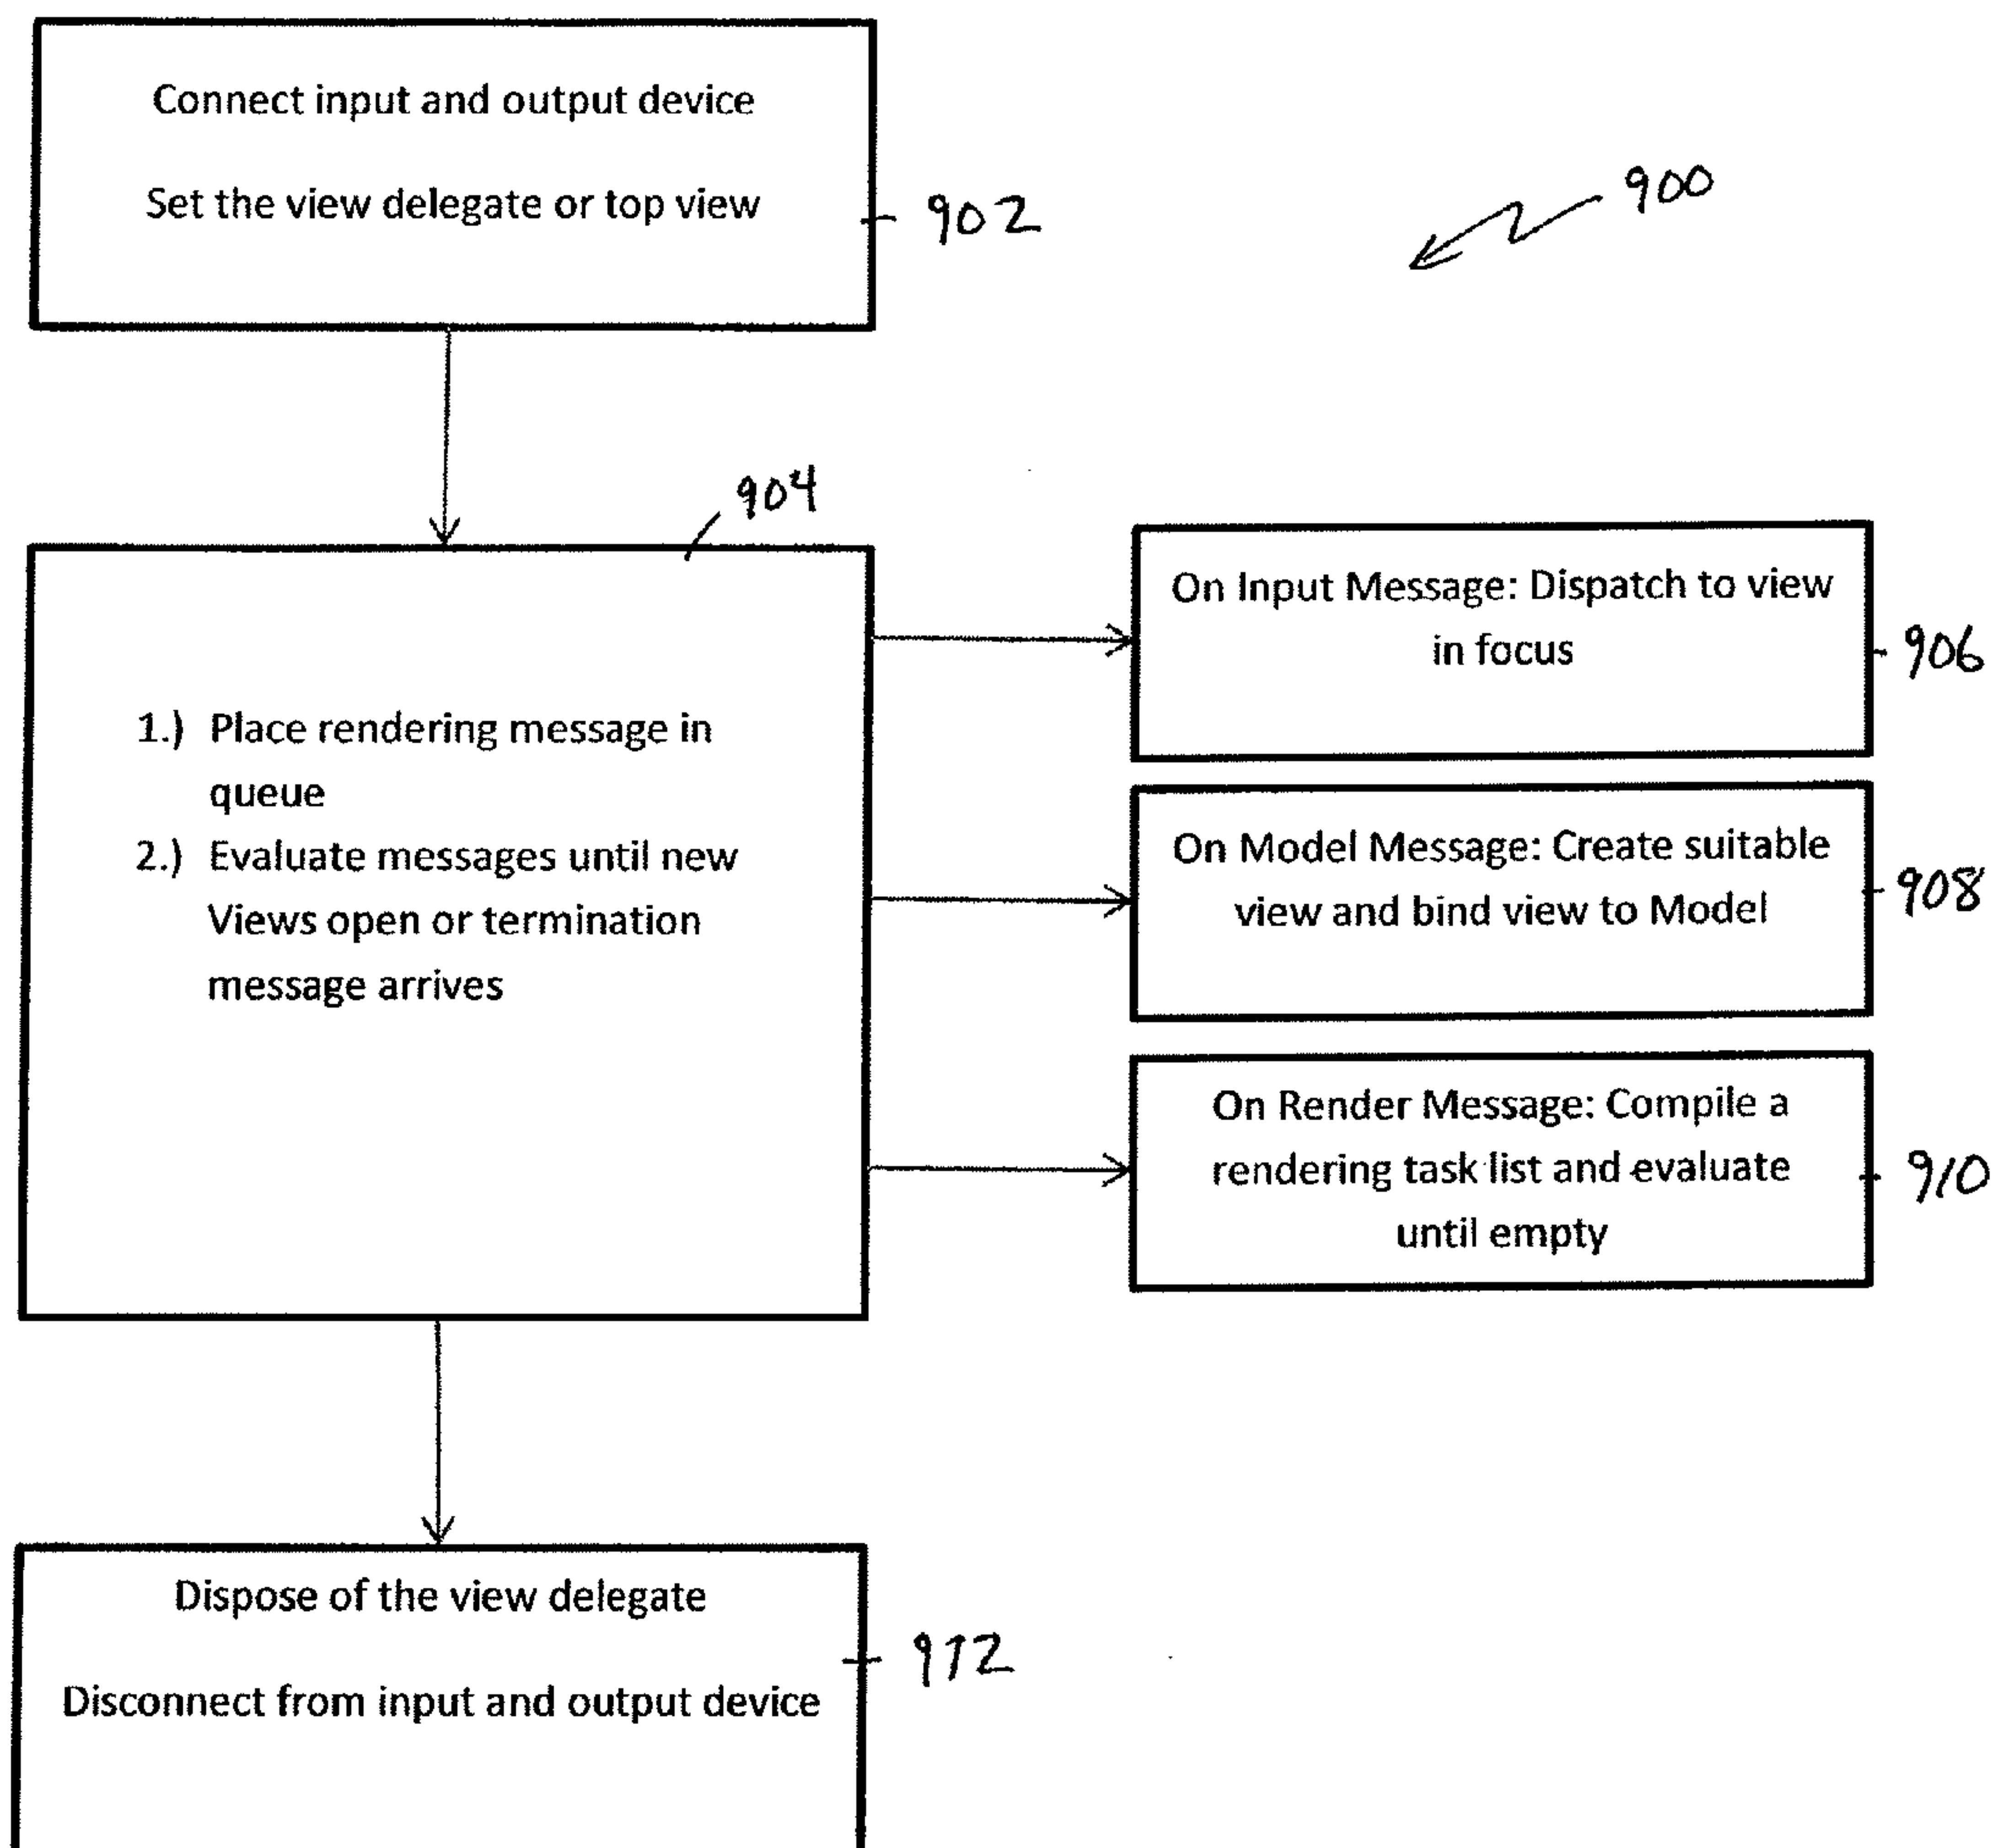 Connect input and output device
Set the view delegate or top view
902
900
904
1.) Place rendering message in
queue
2.) Evaluate messages until new
Views open or termination
message arrives
On Input Message: Dispatch to view
in focus
906
On Model Message: Create suitable
view and bind view to Model
908
On Render Message: Compile a
rendering task list and evaluate
until empty
910
Dispose of the view delegate
Disconnect from input and output device
912